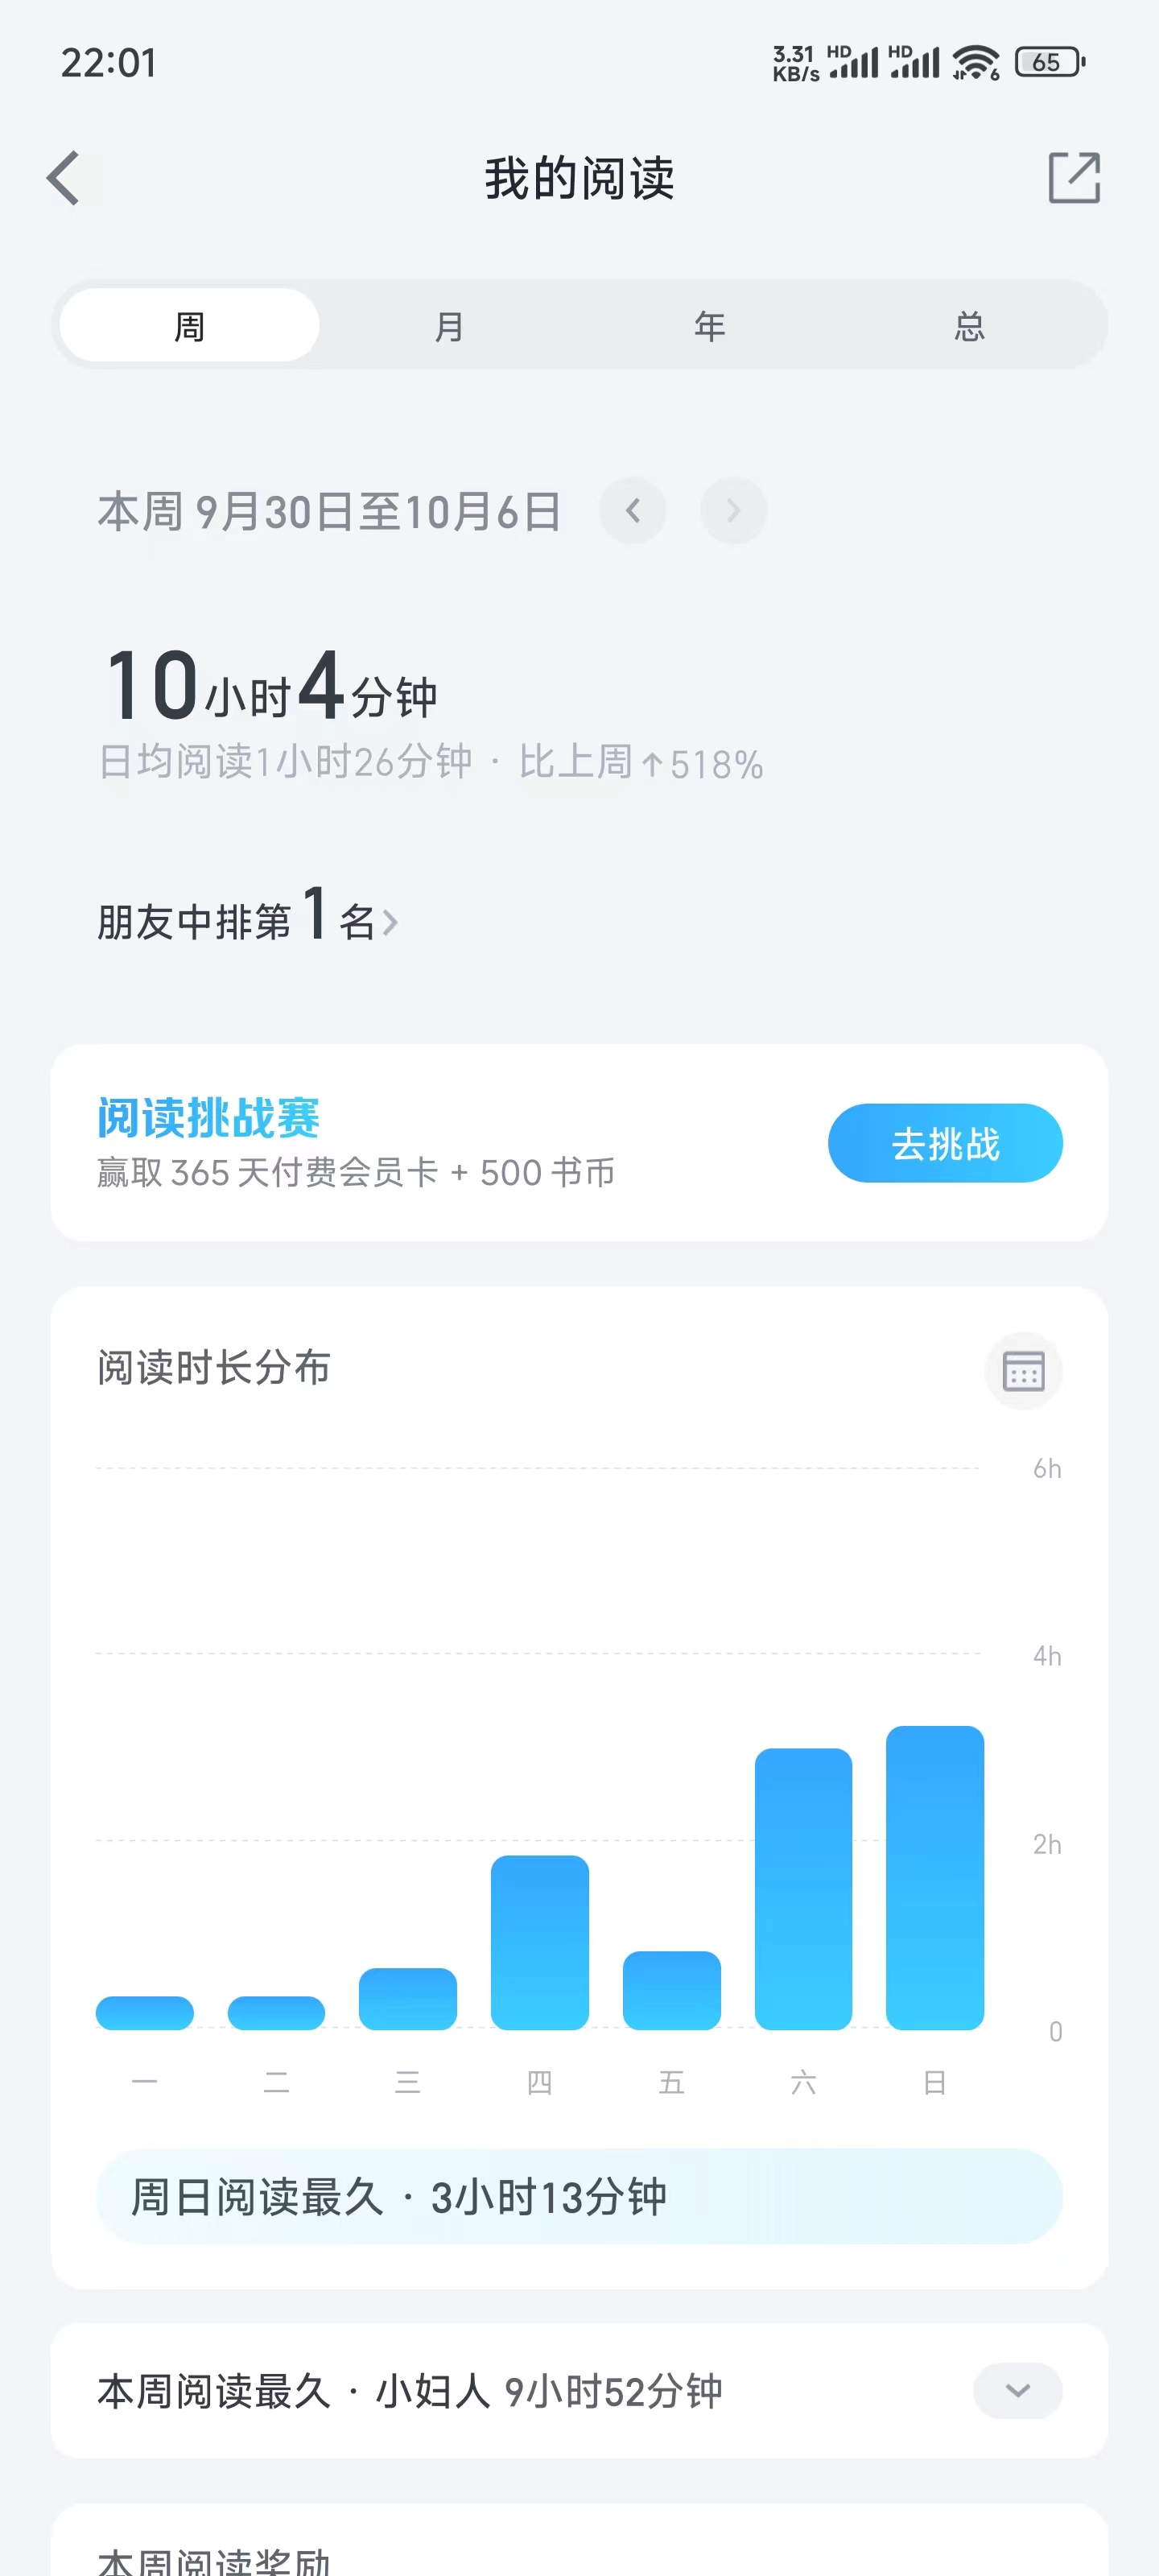 22:01
3.31 KB/s HD HD 6 65
我的阅读
周 月 年 总
本周 9月30日至10月6日
10小时4分钟
日均阅读1小时26分钟 · 比上周↑518%
朋友中排第1名
阅读挑战赛
赢取 365 天付费会员卡 + 500 书币
去挑战
阅读时长分布
6h
4h
2h
0
一 二 三 四 五 六 日
周日阅读最久 · 3小时13分钟
本周阅读最久 · 小妇人 9小时52分钟
本周阅读奖励